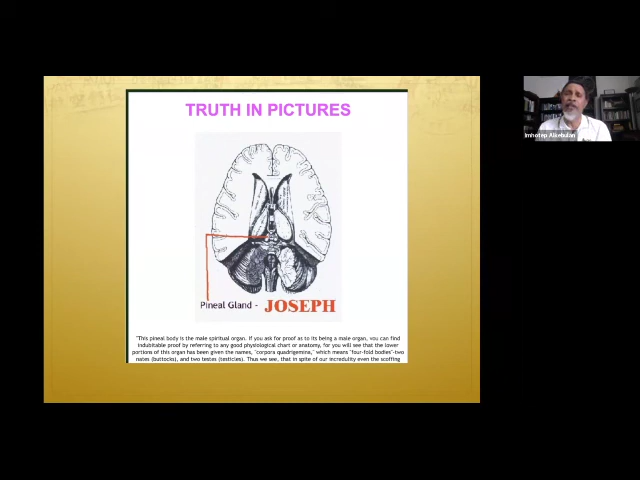 TRUTH IN PICTURES
Imhotep Alkebulan
Pineal Gland - JOSEPH
"This pineal body is the male spiritual organ. If you ask for proof as to its being a male organ, you can find
indubitable proof by referring to any good physiological chart or anatomy, for you will see that the lower
portions of this organ has been given the names, "corpora quadrigemina," which means "four-fold bodies"-two
nates (buttocks), and two testes (testicles). Thus we see, that in spite of our incredulity even the scoffing